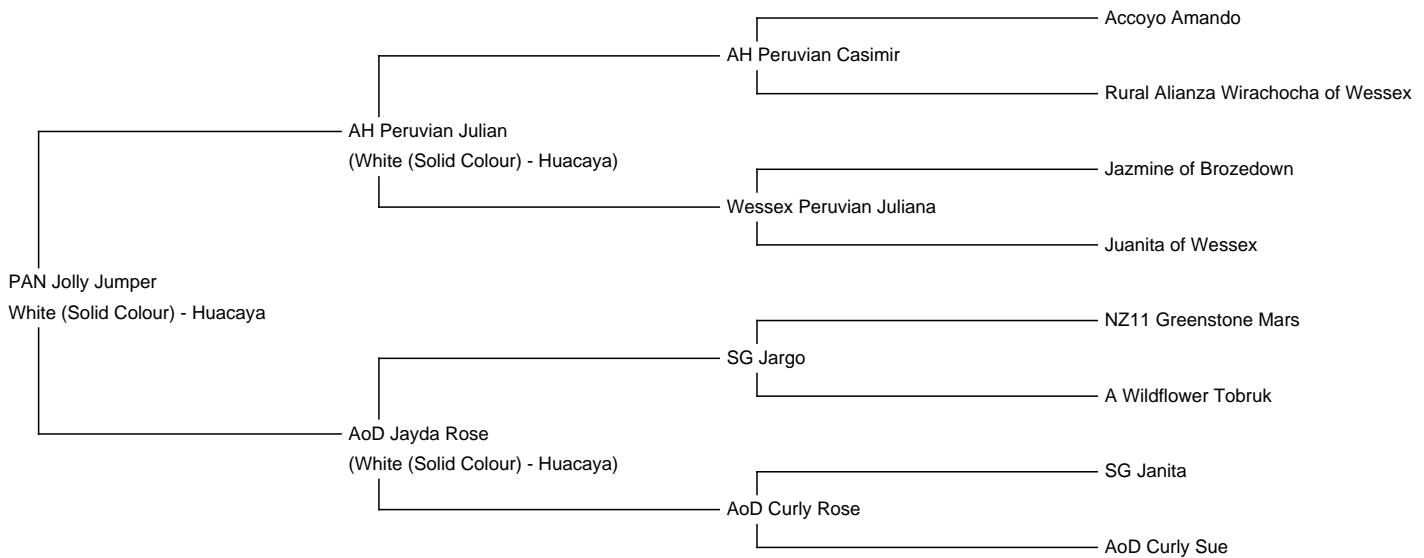 Accoyo Amando
AH Peruvian Casimir
Rural Alianza Wirachocha of Wessex
AH Peruvian Julian
(White (Solid Colour) - Huacaya)
Jazmine of Brozedown
Wessex Peruvian Juliana
Juanita of Wessex
PAN Jolly Jumper
White (Solid Colour) - Huacaya
NZ11 Greenstone Mars
SG Jargo
A Wildflower Tobruk
AoD Jayda Rose
(White (Solid Colour) - Huacaya)
SG Janita
AoD Curly Rose
AoD Curly Sue